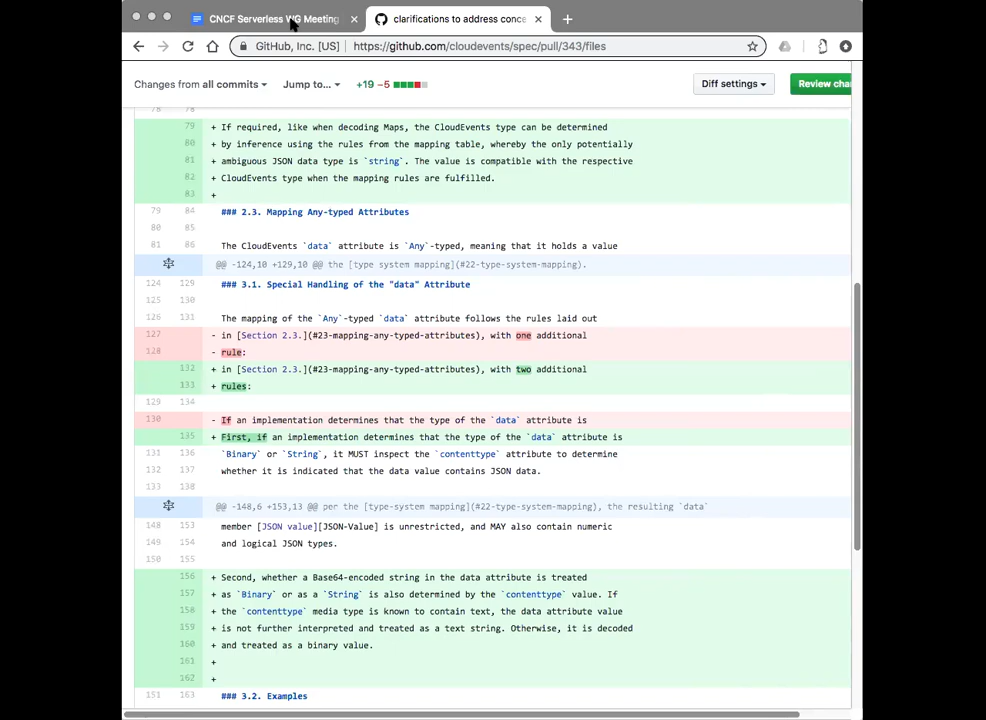 CNCF Serverless WG Meeting
clarifications to address conce
GitHub, Inc. [US] | https://github.com/cloudevents/spec/pull/343/files
Changes from all commits Jump to... +19 −5 Diff settings Review cha
78 78
79 + If required, like when decoding Maps, the CloudEvents type can be determined
80 + by inference using the rules from the mapping table, whereby the only potentially
81 + ambiguous JSON data type is `string`. The value is compatible with the respective
82 + CloudEvents type when the mapping rules are fulfilled.
83 +
79 84 ### 2.3. Mapping Any-typed Attributes
80 85
81 86 The CloudEvents `data` attribute is `Any`-typed, meaning that it holds a value
@@ -124,10 +129,10 @@ the [type system mapping](#22-type-system-mapping).
124 129 ### 3.1. Special Handling of the "data" Attribute
125 130
126 131 The mapping of the `Any`-typed `data` attribute follows the rules laid out
127 - in [Section 2.3.](#23-mapping-any-typed-attributes), with one additional
128 - rule:
132 + in [Section 2.3.](#23-mapping-any-typed-attributes), with two additional
133 + rules:
129 134
130 - If an implementation determines that the type of the `data` attribute is
135 + First, if an implementation determines that the type of the `data` attribute is
131 136 `Binary` or `String`, it MUST inspect the `contenttype` attribute to determine
132 137 whether it is indicated that the data value contains JSON data.
133 138
@@ -148,6 +153,13 @@ per the [type-system mapping](#22-type-system-mapping), the resulting `data`
148 153 member [JSON value][JSON-Value] is unrestricted, and MAY also contain numeric
149 154 and logical JSON types.
150 155
156 + Second, whether a Base64-encoded string in the data attribute is treated
157 + as `Binary` or as a `String` is also determined by the `contenttype` value. If
158 + the `contenttype` media type is known to contain text, the data attribute value
159 + is not further interpreted and treated as a text string. Otherwise, it is decoded
160 + and treated as a binary value.
161 +
162 +
151 163 ### 3.2. Examples